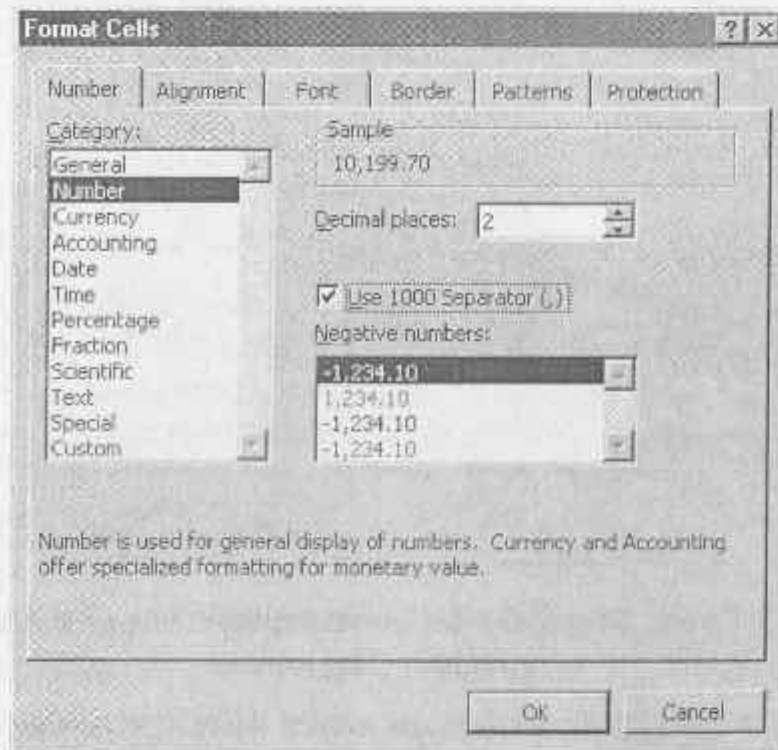 Format Cells
Number Alignment Font Border Patterns Protection
Category:
General
Number
Currency
Accounting
Date
Time
Percentage
Fraction
Scientific
Text
Special
Custom
Sample
10,199.70
Decimal places: 2
Use 1000 Separator (,)
Negative numbers:
-1,234.10
1,234.10
-1,234.10
-1,234.10
Number is used for general display of numbers. Currency and Accounting
offer specialized formatting for monetary value.
OK Cancel